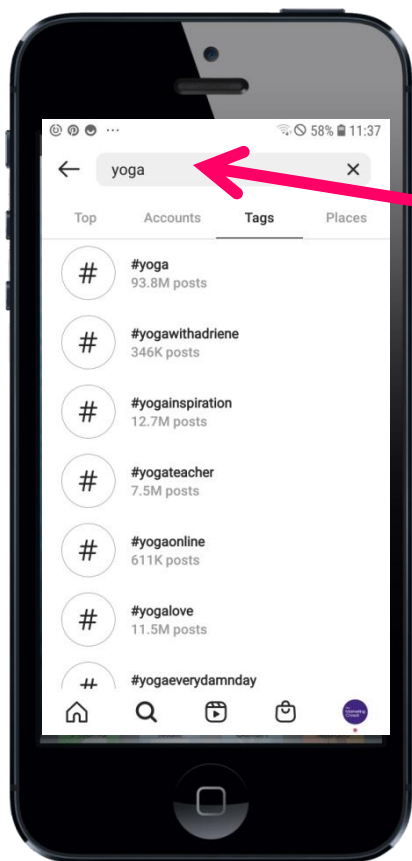 58% 11:37
yoga
Top Accounts Tags Places
#yoga
93.8M posts
#yogawithadriene
346K posts
#yogainspiration
12.7M posts
#yogateacher
7.5M posts
#yogaonline
611K posts
#yogalove
11.5M posts
#yogaeverydamnday